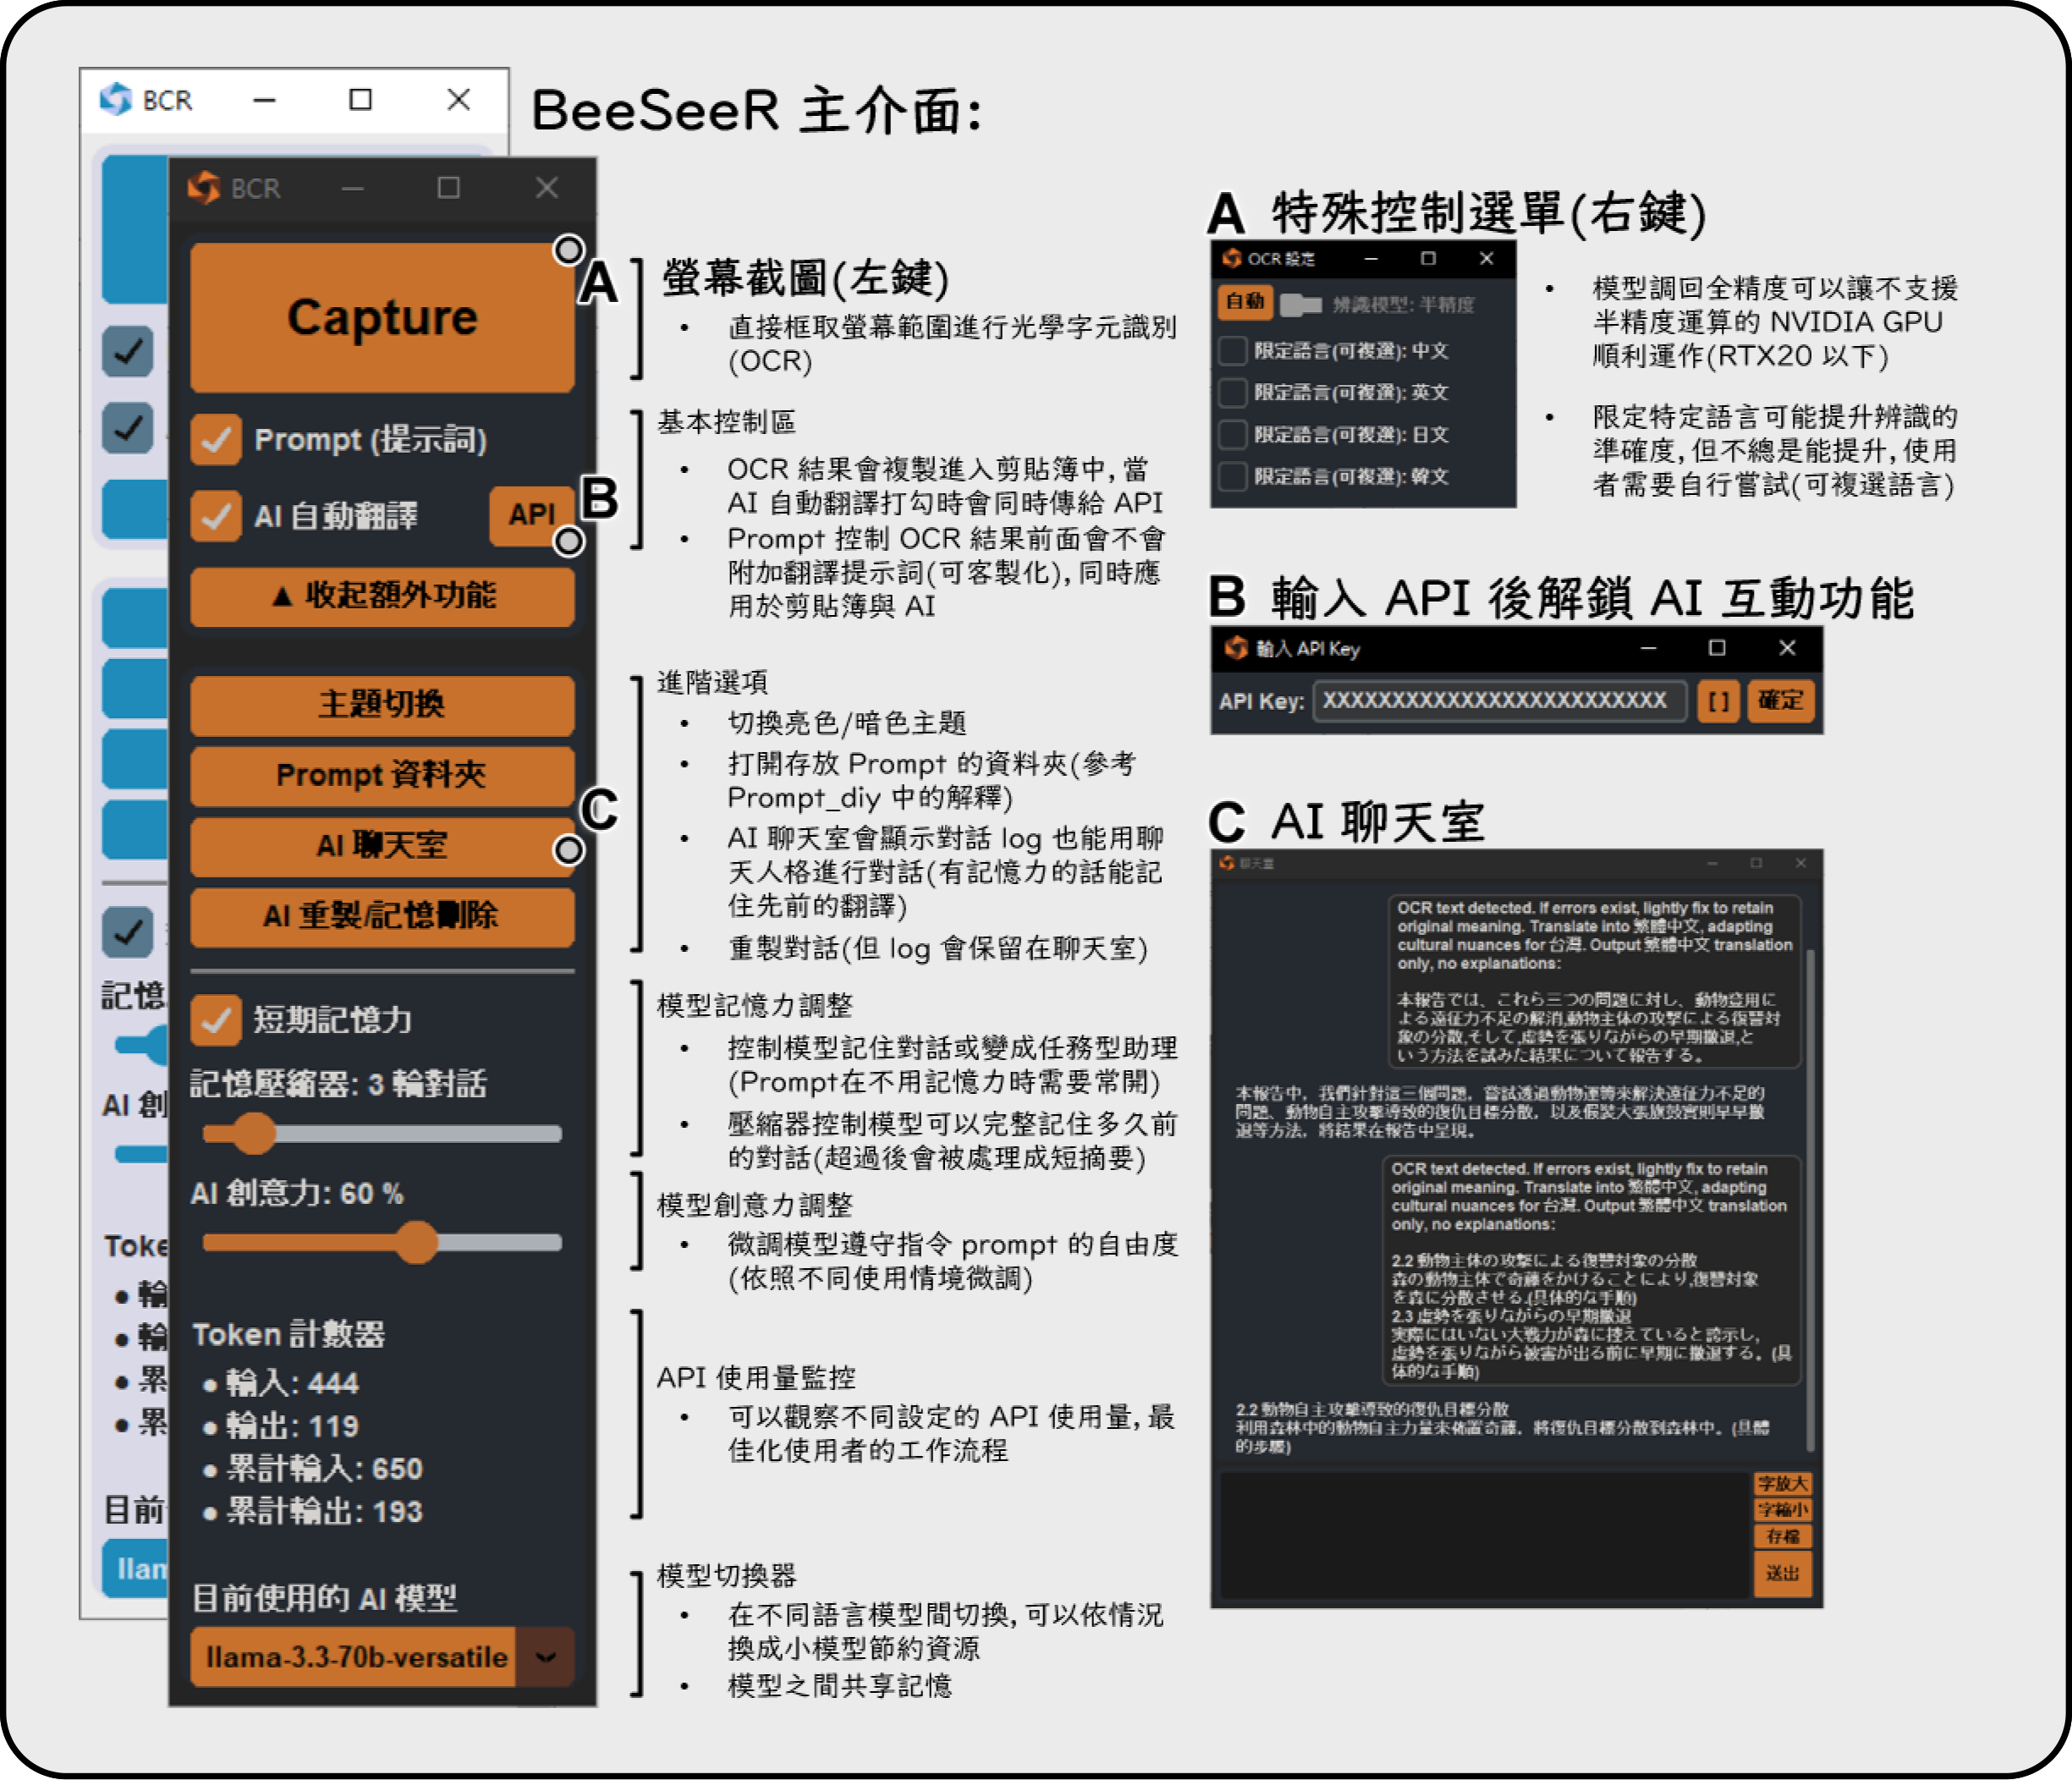 BCR
BeeSeeR 主介面:
BCR
Capture
Prompt (提示詞)
AI 自動翻譯
API
▲ 收起額外功能
主題切換
Prompt 資料夾
AI 聊天室
AI 重製/記憶刪除
短期記憶力
記憶壓縮器: 3 輪對話
AI 創意力: 60 %
Token 計數器
• 輸入: 444
• 輸出: 119
• 累計輸入: 650
• 累計輸出: 193
目前使用的 AI 模型
llama-3.3-70b-versatile
記憶
AI 創
Toke
• 輪
• 輪
• 累
• 累
目前
llam
A
螢幕截圖(左鍵)
• 直接框取螢幕範圍進行光學字元識別
(OCR)
B
基本控制區
• OCR 結果會複製進入剪貼簿中, 當
AI 自動翻譯打勾時會同時傳給 API
• Prompt 控制 OCR 結果前面會不會
附加翻譯提示詞(可客製化), 同時應
用於剪貼簿與 AI
C
進階選項
• 切換亮色/暗色主題
• 打開存放 Prompt 的資料夾(參考
Prompt_diy 中的解釋)
• AI 聊天室會顯示對話 log 也能用聊
天人格進行對話(有記憶力的話能記
住先前的翻譯)
• 重製對話(但 log 會保留在聊天室)
模型記憶力調整
• 控制模型記住對話或變成任務型助理
(Prompt在不用記憶力時需要常開)
• 壓縮器控制模型可以完整記住多久前
的對話(超過後會被處理成短摘要)
模型創意力調整
• 微調模型遵守指令 prompt 的自由度
(依照不同使用情境微調)
API 使用量監控
• 可以觀察不同設定的 API 使用量, 最
佳化使用者的工作流程
模型切換器
• 在不同語言模型間切換, 可以依情況
換成小模型節約資源
• 模型之間共享記憶
A 特殊控制選單(右鍵)
OCR 設定
自動 辨識模型: 半精度
限定語言(可複選): 中文
限定語言(可複選): 英文
限定語言(可複選): 日文
限定語言(可複選): 韓文
• 模型調回全精度可以讓不支援
半精度運算的 NVIDIA GPU
順利運作(RTX20 以下)
• 限定特定語言可能提升辨識的
準確度, 但不總是能提升, 使用
者需要自行嘗試(可複選語言)
B 輸入 API 後解鎖 AI 互動功能
輸入 API Key
API Key: XXXXXXXXXXXXXXXXXXXXXXXXX [ ] 確定
C AI 聊天室
聊天室
OCR text detected. If errors exist, lightly fix to retain
original meaning. Translate into 繁體中文, adapting
cultural nuances for 台灣. Output 繁體中文 translation
only, no explanations:
本報告では、これら三つの問題に対し、動物盗用に
よる遠征力不足の解消,動物主体の攻撃による復讐対
象の分散,そして,虚勢を張りながらの早期撤退,と
いう方法を試みた結果について報告する。
本報告中，我們針對這三個問題，嘗試透過動物運籌來解決遠征力不足的
問題、動物自主攻擊導致的復仇目標分散，以及假裝大張旗鼓實則早早撤
退等方法，將結果在報告中呈現。
OCR text detected. If errors exist, lightly fix to retain
original meaning. Translate into 繁體中文, adapting
cultural nuances for 台灣. Output 繁體中文 translation
only, no explanations:
2.2 動物主体の攻撃による復讐対象の分散
森の動物主体で奇藤をかけることにより,復讐対象
を森に分散させる.(具体的な手順)
2.3 虚勢を張りながらの早期撤退
実際にはいない大戦力が森に控えていると誇示し,
虚勢を張りながら被害が出る前に早期に撤退する。(具
体的な手順)
2.2 動物自主攻擊導致的復仇目標分散
利用森林中的動物自主力量來佈置奇藤，將復仇目標分散到森林中。(具體
的步驟)
字放大
字縮小
存檔
送出